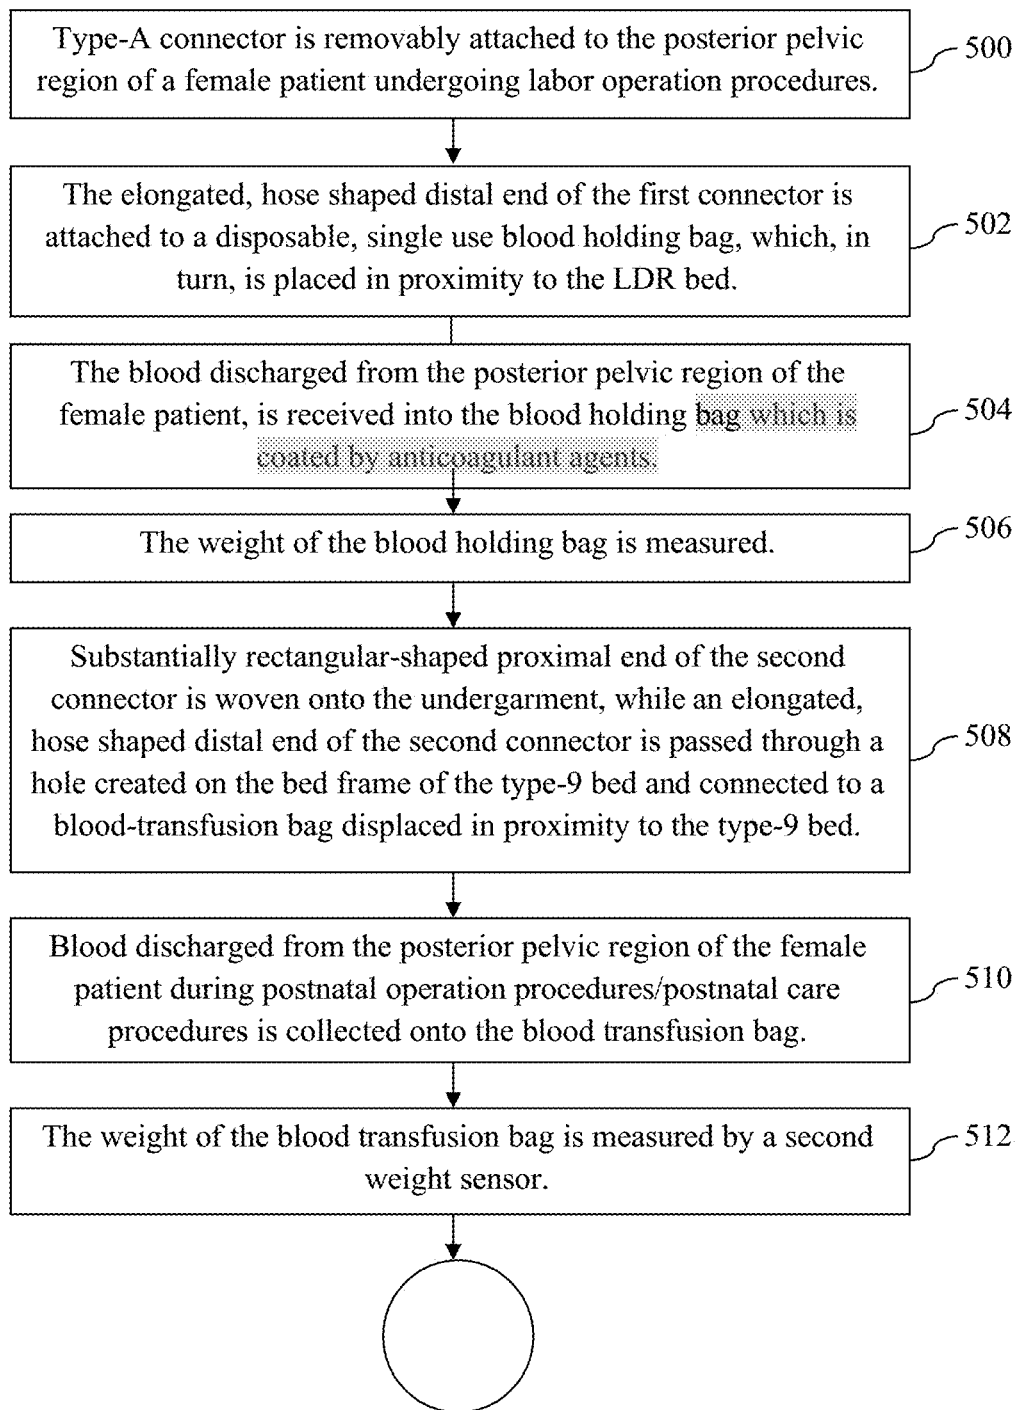 Type-A connector is removably attached to the posterior pelvic
region of a female patient undergoing labor operation procedures.
500
The elongated, hose shaped distal end of the first connector is
attached to a disposable, single use blood holding bag, which, in
turn, is placed in proximity to the LDR bed.
502
The blood discharged from the posterior pelvic region of the
female patient, is received into the blood holding bag which is
coated by anticoagulant agents.
504
The weight of the blood holding bag is measured.
506
Substantially rectangular-shaped proximal end of the second
connector is woven onto the undergarment, while an elongated,
hose shaped distal end of the second connector is passed through a
hole created on the bed frame of the type-9 bed and connected to a
blood-transfusion bag displaced in proximity to the type-9 bed.
508
Blood discharged from the posterior pelvic region of the female
patient during postnatal operation procedures/postnatal care
procedures is collected onto the blood transfusion bag.
510
The weight of the blood transfusion bag is measured by a second
weight sensor.
512